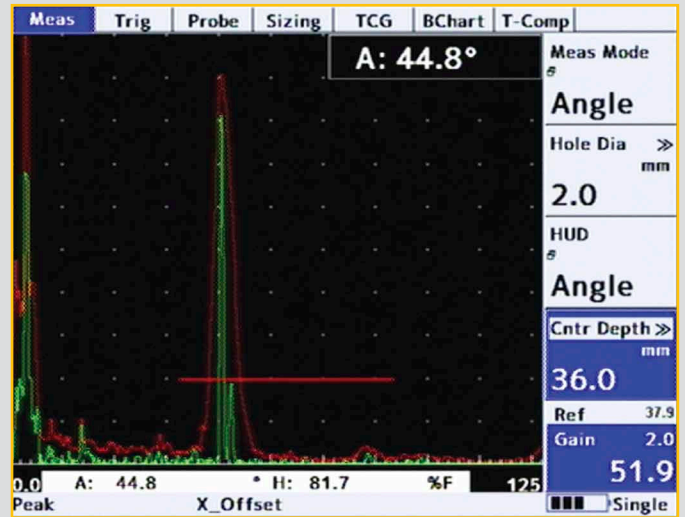 Meas Trig Probe Sizing TCG BChart T-Comp
A: 44.8°
Meas Mode
Angle
Hole Dia »
mm
2.0
HUD
Angle
Cntr Depth »
mm
36.0
Ref 37.9
Gain 2.0
51.9
0.0 A: 44.8 ° H: 81.7 %F 125
Peak X_Offset Single